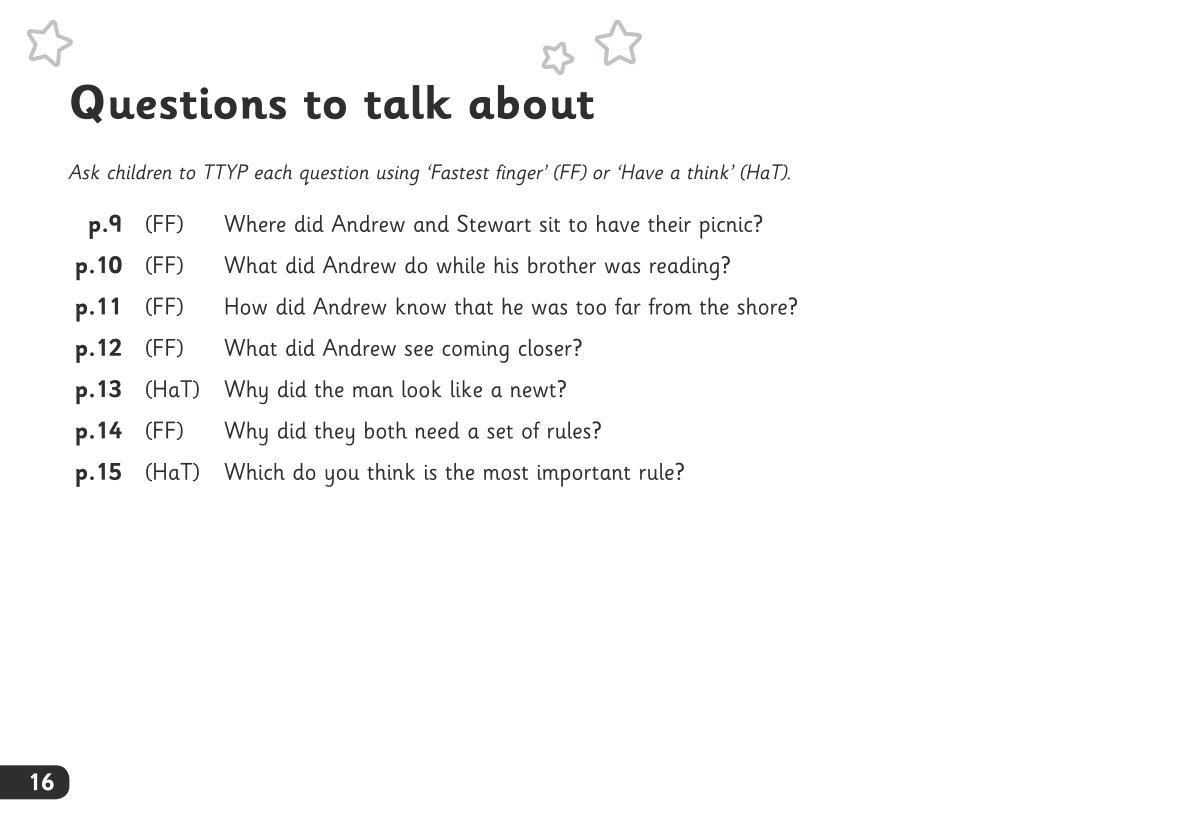 Questions to talk about
Ask children to TTYP each question using ‘Fastest finger’ (FF) or ‘Have a think’ (HaT).
p.9 (FF) Where did Andrew and Stewart sit to have their picnic?
p.10 (FF) What did Andrew do while his brother was reading?
p.11 (FF) How did Andrew know that he was too far from the shore?
p.12 (FF) What did Andrew see coming closer?
p.13 (HaT) Why did the man look like a newt?
p.14 (FF) Why did they both need a set of rules?
p.15 (HaT) Which do you think is the most important rule?
16